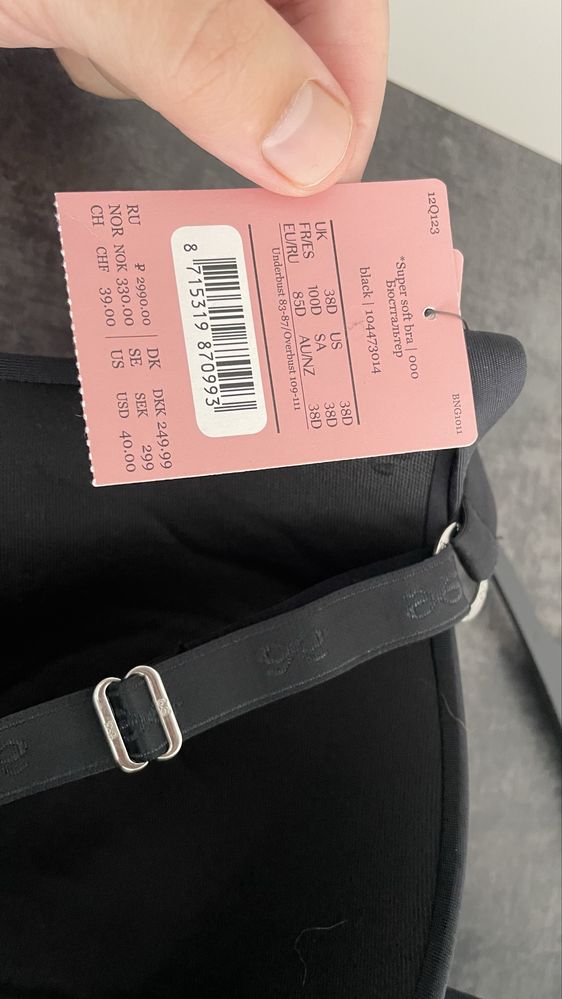 12Q123
BNG1011
*Super soft bra | 000
Бюстгальтер
black | 104473014
UK 38D US 38D
FR/ES 100D SA 38D
EU/RU 85D AU/NZ 38D
Underbust 83-87/Overbust 109-111
8 715319 870993
RU ₽ 2990.00 DK DKK 249.99
NOR NOK 330.00 SE SEK 299
CH CHF 39.00 US USD 40.00